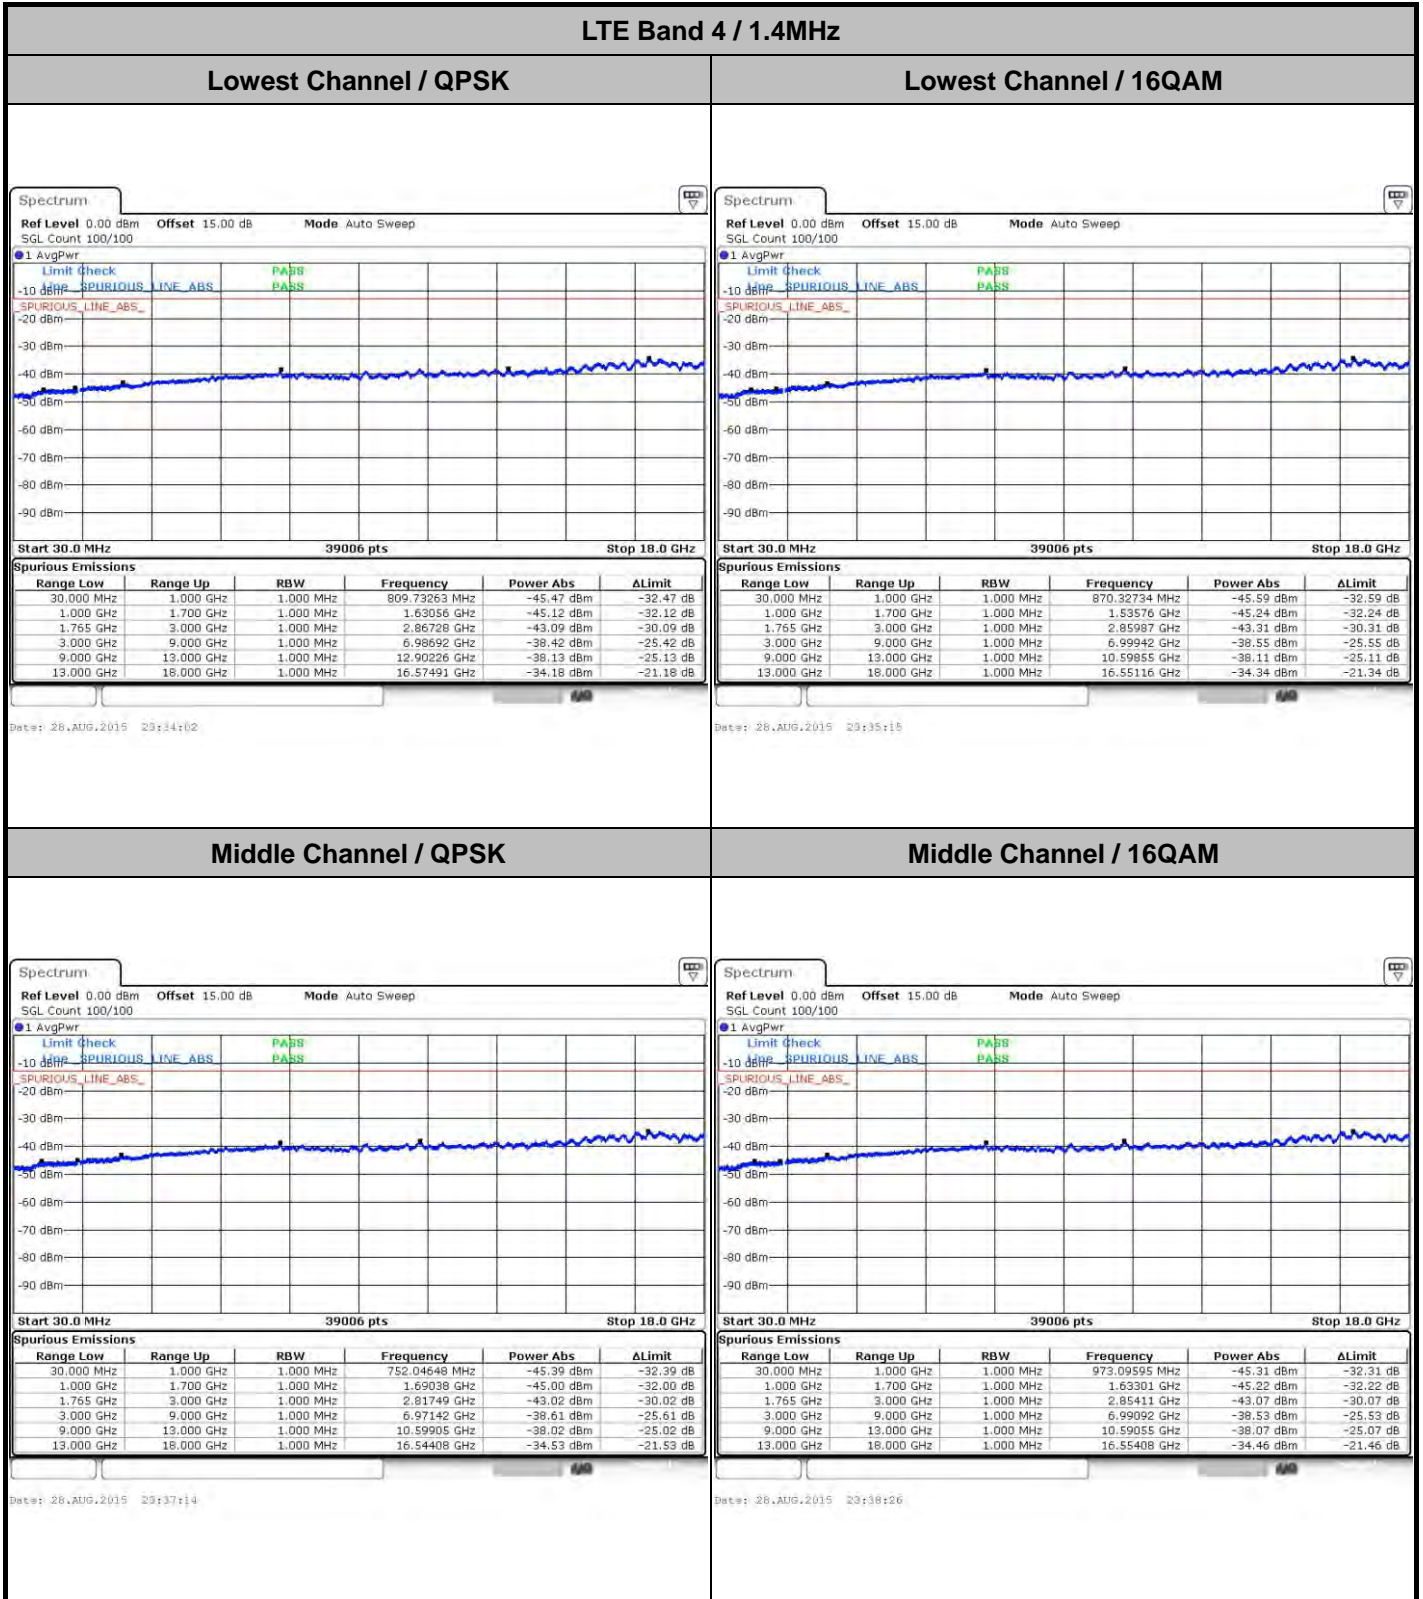 LTE Band 4 / 1.4MHz
Lowest Channel / QPSK
Lowest Channel / 16QAM
Spectrum
Ref Level 0.00 dBm Offset 15.00 dB Mode Auto Sweep
SGL Count 100/100
1 AvgPwr
Limit Check PASS
Line _SPURIOUS_LINE_ABS_ PASS
-10 dBm
_SPURIOUS_LINE_ABS_
-20 dBm
-30 dBm
-40 dBm
-50 dBm
-60 dBm
-70 dBm
-80 dBm
-90 dBm
Start 30.0 MHz 39006 pts Stop 18.0 GHz
Spurious Emissions
Range Low Range Up RBW Frequency Power Abs ΔLimit
30.000 MHz 1.000 GHz 1.000 MHz 809.73263 MHz -45.47 dBm -32.47 dB
1.000 GHz 1.700 GHz 1.000 MHz 1.63056 GHz -45.12 dBm -32.12 dB
1.765 GHz 3.000 GHz 1.000 MHz 2.86728 GHz -43.09 dBm -30.09 dB
3.000 GHz 9.000 GHz 1.000 MHz 6.98692 GHz -38.42 dBm -25.42 dB
9.000 GHz 13.000 GHz 1.000 MHz 12.90226 GHz -38.13 dBm -25.13 dB
13.000 GHz 18.000 GHz 1.000 MHz 16.57491 GHz -34.18 dBm -21.18 dB
Date: 28.AUG.2015 23:34:02
Spectrum
Ref Level 0.00 dBm Offset 15.00 dB Mode Auto Sweep
SGL Count 100/100
1 AvgPwr
Limit Check PASS
Line _SPURIOUS_LINE_ABS_ PASS
-10 dBm
_SPURIOUS_LINE_ABS_
-20 dBm
-30 dBm
-40 dBm
-50 dBm
-60 dBm
-70 dBm
-80 dBm
-90 dBm
Start 30.0 MHz 39006 pts Stop 18.0 GHz
Spurious Emissions
Range Low Range Up RBW Frequency Power Abs ΔLimit
30.000 MHz 1.000 GHz 1.000 MHz 870.32734 MHz -45.59 dBm -32.59 dB
1.000 GHz 1.700 GHz 1.000 MHz 1.53576 GHz -45.24 dBm -32.24 dB
1.765 GHz 3.000 GHz 1.000 MHz 2.85987 GHz -43.31 dBm -30.31 dB
3.000 GHz 9.000 GHz 1.000 MHz 6.99942 GHz -38.55 dBm -25.55 dB
9.000 GHz 13.000 GHz 1.000 MHz 10.59855 GHz -38.11 dBm -25.11 dB
13.000 GHz 18.000 GHz 1.000 MHz 16.55116 GHz -34.34 dBm -21.34 dB
Date: 28.AUG.2015 23:35:15
Middle Channel / QPSK
Middle Channel / 16QAM
Spectrum
Ref Level 0.00 dBm Offset 15.00 dB Mode Auto Sweep
SGL Count 100/100
1 AvgPwr
Limit Check PASS
Line _SPURIOUS_LINE_ABS_ PASS
-10 dBm
_SPURIOUS_LINE_ABS_
-20 dBm
-30 dBm
-40 dBm
-50 dBm
-60 dBm
-70 dBm
-80 dBm
-90 dBm
Start 30.0 MHz 39006 pts Stop 18.0 GHz
Spurious Emissions
Range Low Range Up RBW Frequency Power Abs ΔLimit
30.000 MHz 1.000 GHz 1.000 MHz 752.04648 MHz -45.39 dBm -32.39 dB
1.000 GHz 1.700 GHz 1.000 MHz 1.69038 GHz -45.00 dBm -32.00 dB
1.765 GHz 3.000 GHz 1.000 MHz 2.81749 GHz -43.02 dBm -30.02 dB
3.000 GHz 9.000 GHz 1.000 MHz 6.97142 GHz -38.61 dBm -25.61 dB
9.000 GHz 13.000 GHz 1.000 MHz 10.59905 GHz -38.02 dBm -25.02 dB
13.000 GHz 18.000 GHz 1.000 MHz 16.54408 GHz -34.53 dBm -21.53 dB
Date: 28.AUG.2015 23:37:14
Spectrum
Ref Level 0.00 dBm Offset 15.00 dB Mode Auto Sweep
SGL Count 100/100
1 AvgPwr
Limit Check PASS
Line _SPURIOUS_LINE_ABS_ PASS
-10 dBm
_SPURIOUS_LINE_ABS_
-20 dBm
-30 dBm
-40 dBm
-50 dBm
-60 dBm
-70 dBm
-80 dBm
-90 dBm
Start 30.0 MHz 39006 pts Stop 18.0 GHz
Spurious Emissions
Range Low Range Up RBW Frequency Power Abs ΔLimit
30.000 MHz 1.000 GHz 1.000 MHz 973.09595 MHz -45.31 dBm -32.31 dB
1.000 GHz 1.700 GHz 1.000 MHz 1.63301 GHz -45.22 dBm -32.22 dB
1.765 GHz 3.000 GHz 1.000 MHz 2.85411 GHz -43.07 dBm -30.07 dB
3.000 GHz 9.000 GHz 1.000 MHz 6.99092 GHz -38.53 dBm -25.53 dB
9.000 GHz 13.000 GHz 1.000 MHz 10.59055 GHz -38.07 dBm -25.07 dB
13.000 GHz 18.000 GHz 1.000 MHz 16.55408 GHz -34.46 dBm -21.46 dB
Date: 28.AUG.2015 23:38:26